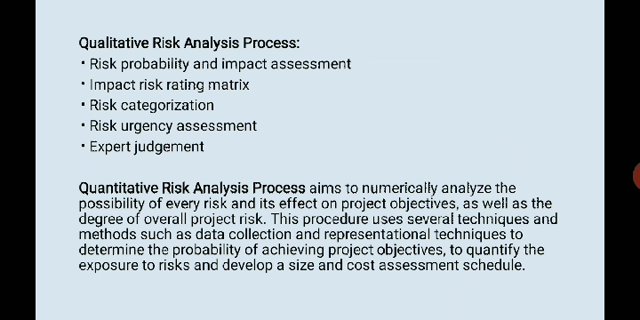 Qualitative Risk Analysis Process:
• Risk probability and impact assessment
• Impact risk rating matrix
• Risk categorization
• Risk urgency assessment
• Expert judgement
Quantitative Risk Analysis Process aims to numerically analyze the
possibility of every risk and its effect on project objectives, as well as the
degree of overall project risk. This procedure uses several techniques and
methods such as data collection and representational techniques to
determine the probability of achieving project objectives, to quantify the
exposure to risks and develop a size and cost assessment schedule.